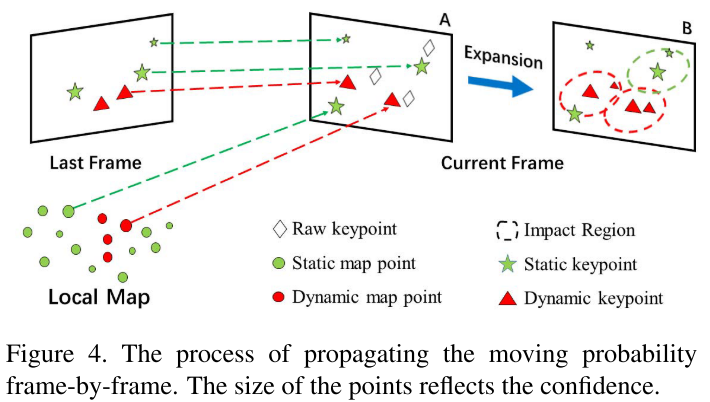 A
B
Expansion
Last Frame
Current Frame
Raw keypoint
Impact Region
Static map point
Static keypoint
Local Map
Dynamic map point
Dynamic keypoint
Figure 4. The process of propagating the moving probability
frame-by-frame. The size of the points reflects the confidence.